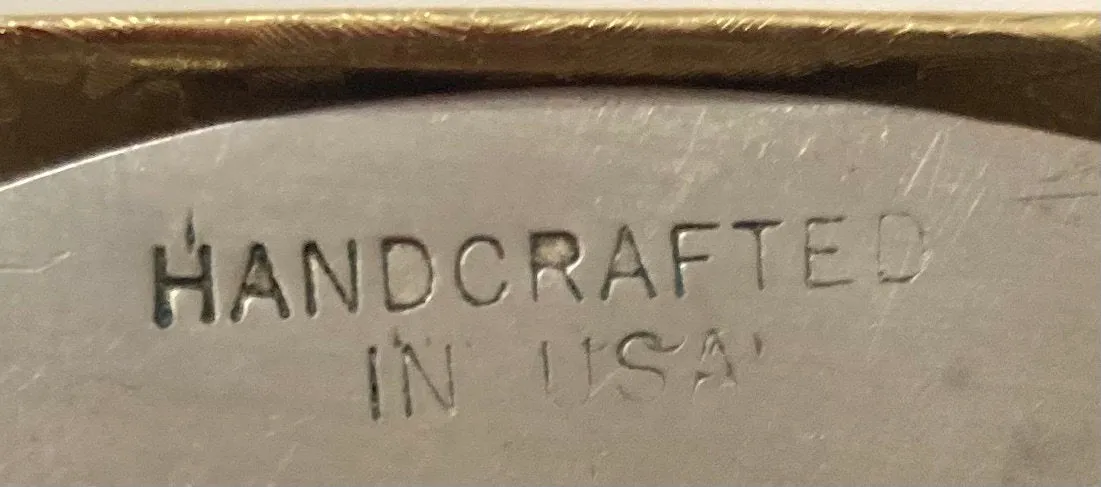 HANDCRAFTED
IN USA